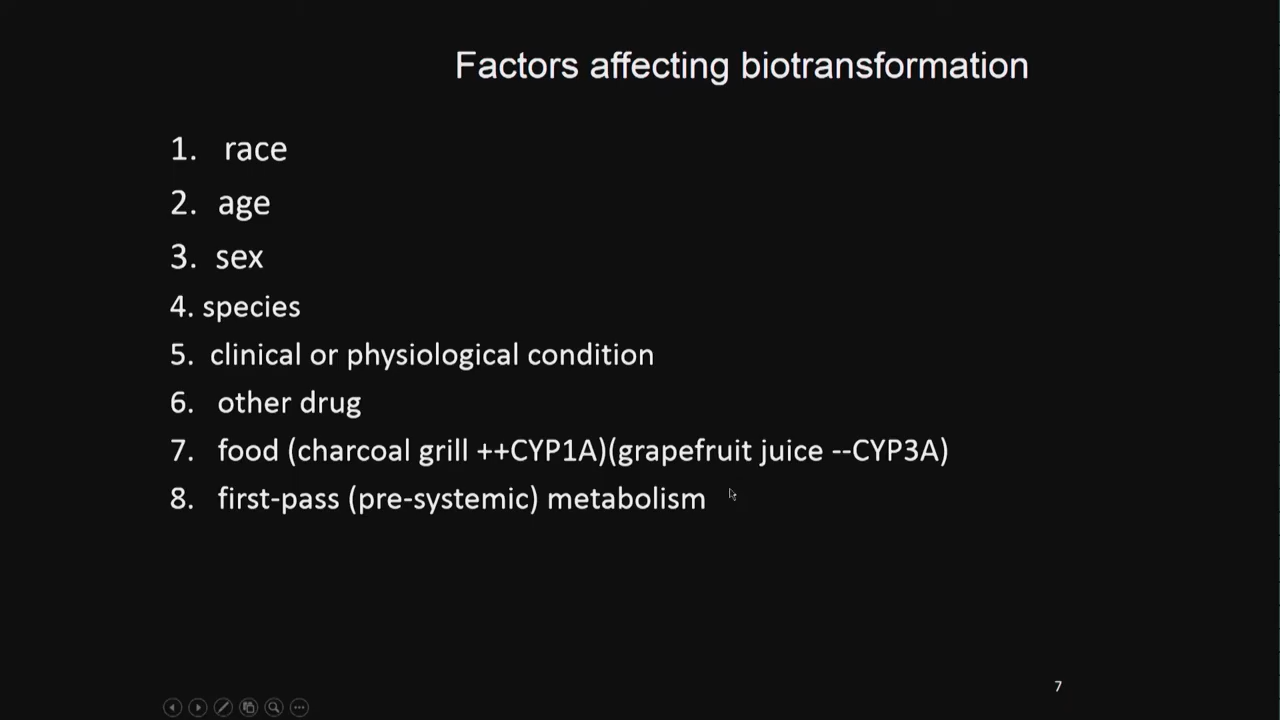 Factors affecting biotransformation
1. race
2. age
3. sex
4. species
5. clinical or physiological condition
6. other drug
7. food (charcoal grill ++CYP1A)(grapefruit juice --CYP3A)
8. first-pass (pre-systemic) metabolism
7